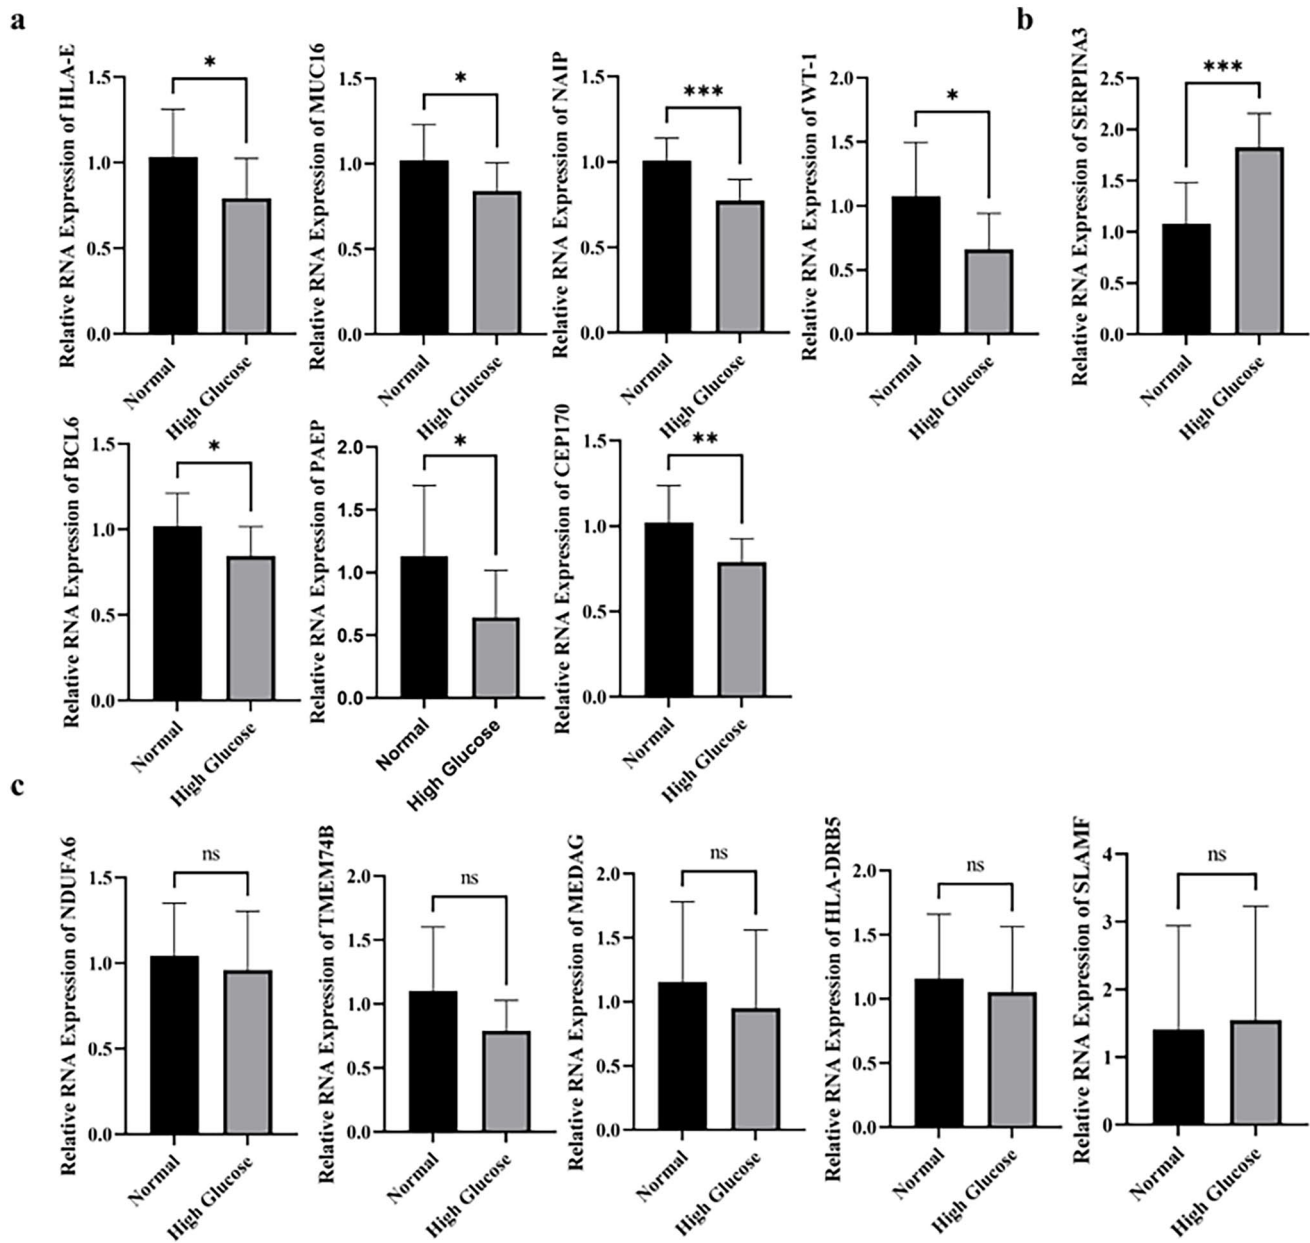 a
b
Relative RNA Expression of HLA-E
1.5
1.0
0.5
0.0
*
Normal
High Glucose
Relative RNA Expression of MUC16
1.5
1.0
0.5
0.0
*
Normal
High Glucose
Relative RNA Expression of NAIP
1.5
1.0
0.5
0.0
***
Normal
High Glucose
Relative RNA Expression of WT-1
2.0
1.5
1.0
0.5
0.0
*
Normal
High Glucose
Relative RNA Expression of SERPINA3
2.5
2.0
1.5
1.0
0.5
0.0
***
Normal
High Glucose
Relative RNA Expression of BCL6
1.5
1.0
0.5
0.0
*
Normal
High Glucose
Relative RNA Expression of PAEP
2.0
1.5
1.0
0.5
0.0
*
Normal
High Glucose
Relative RNA Expression of CEP170
1.5
1.0
0.5
0.0
**
Normal
High Glucose
c
Relative RNA Expression of NDUFA6
1.5
1.0
0.5
0.0
ns
Normal
High Glucose
Relative RNA Expression of TMEM74B
2.0
1.5
1.0
0.5
0.0
ns
Normal
High Glucose
Relative RNA Expression of MEDAG
2.0
1.5
1.0
0.5
0.0
ns
Normal
High Glucose
Relative RNA Expression of HLA-DRB5
2.0
1.5
1.0
0.5
0.0
ns
Normal
High Glucose
Relative RNA Expression of SLAMF
4
3
2
1
0
ns
Normal
High Glucose